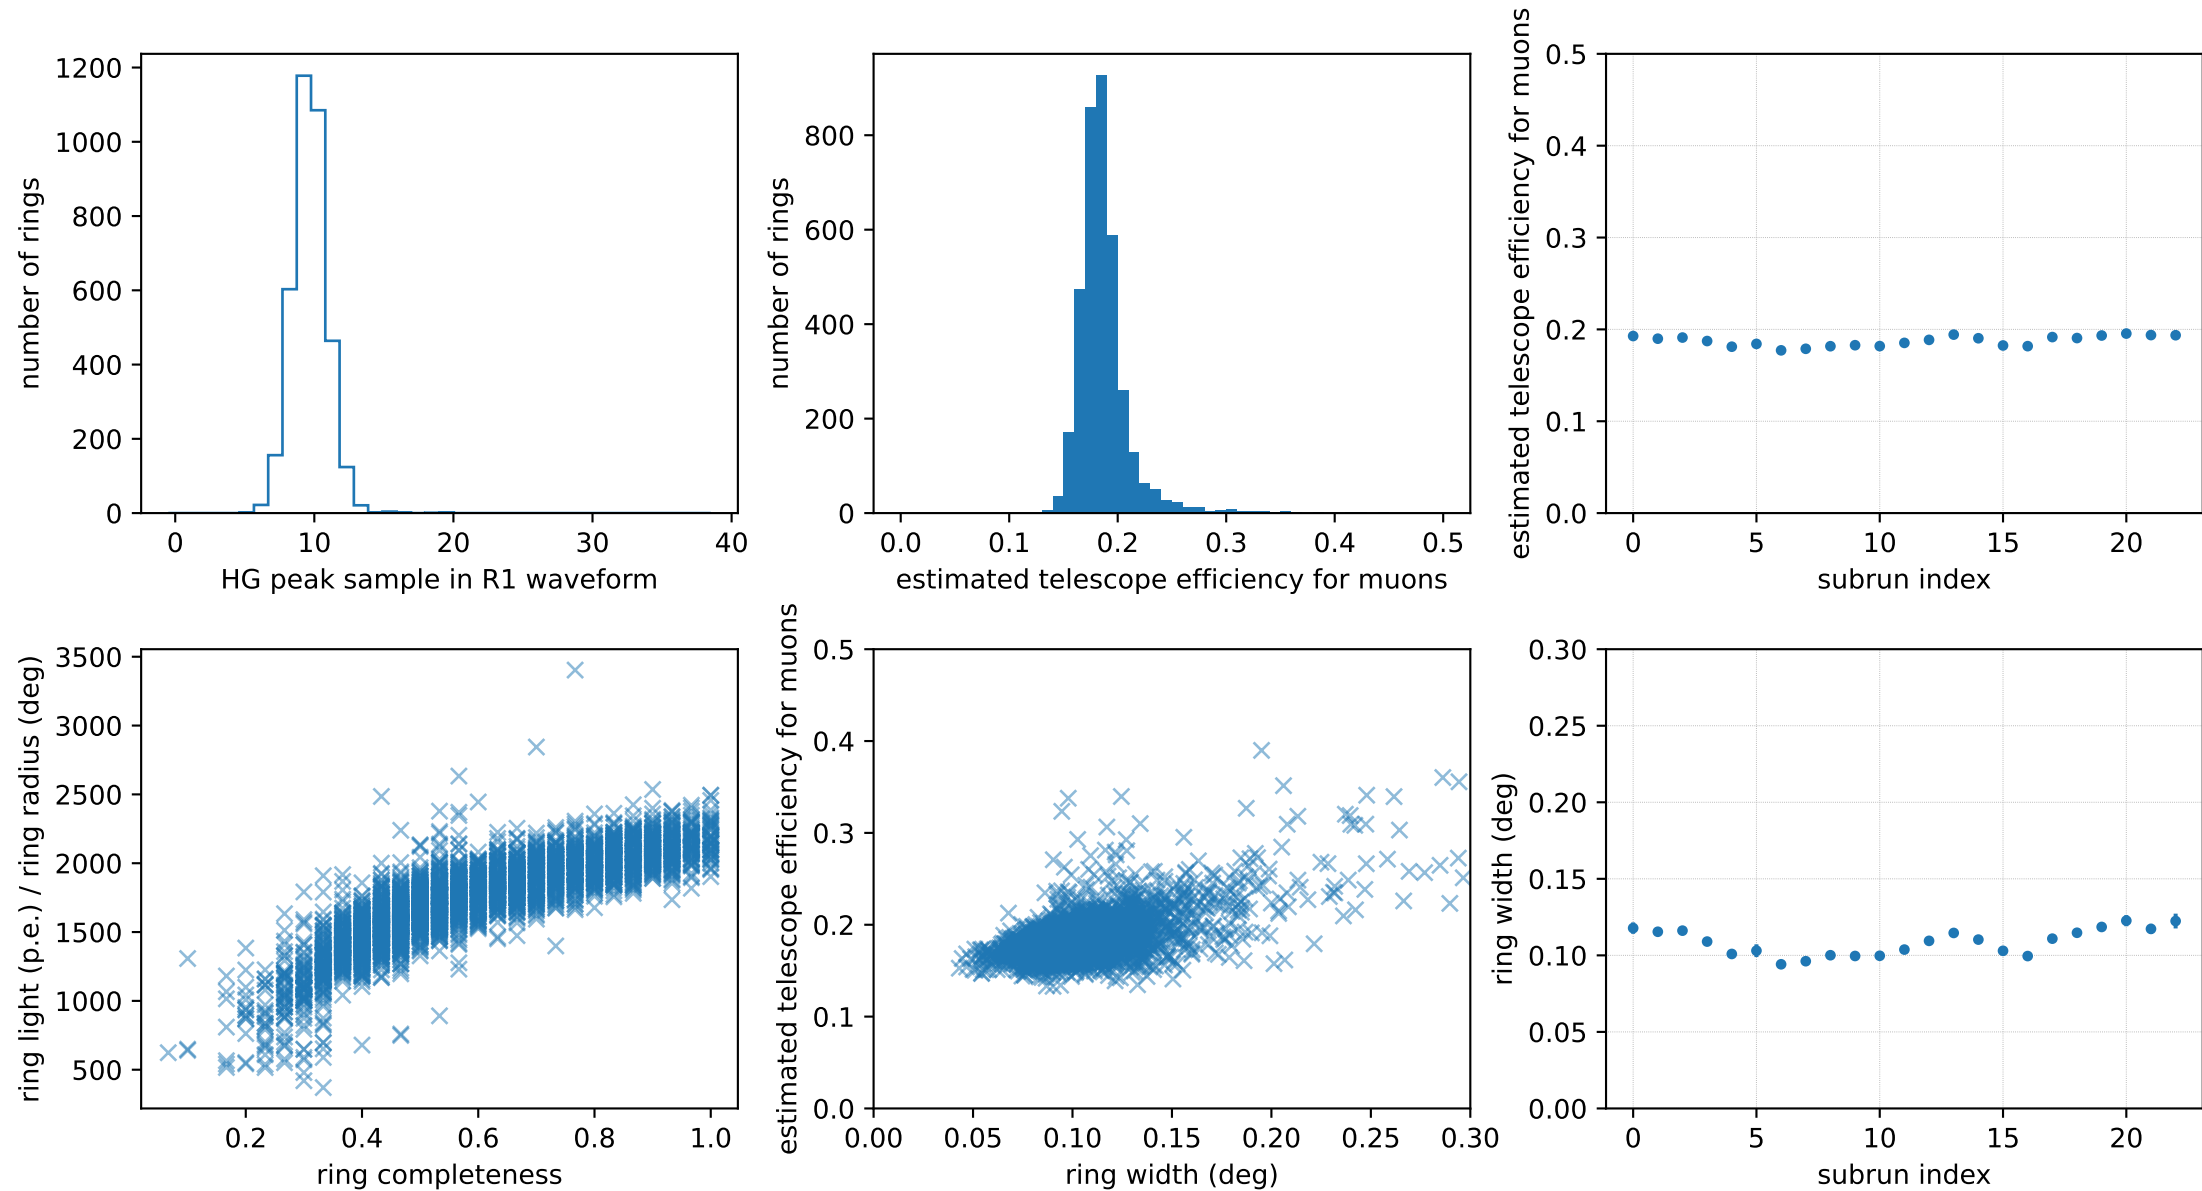 number of rings
1200
1000
800
600
400
200
0
0 10 20 30 40
HG peak sample in R1 waveform
number of rings
800
600
400
200
0
0.0 0.1 0.2 0.3 0.4 0.5
estimated telescope efficiency for muons
estimated telescope efficiency for muons
0.5
0.4
0.3
0.2
0.1
0.0
0 5 10 15 20
subrun index
ring light (p.e.) / ring radius (deg)
3500
3000
2500
2000
1500
1000
500
0.2 0.4 0.6 0.8 1.0
ring completeness
estimated telescope efficiency for muons
0.5
0.4
0.3
0.2
0.1
0.0
0.00 0.05 0.10 0.15 0.20 0.25 0.30
ring width (deg)
ring width (deg)
0.30
0.25
0.20
0.15
0.10
0.05
0.00
0 5 10 15 20
subrun index